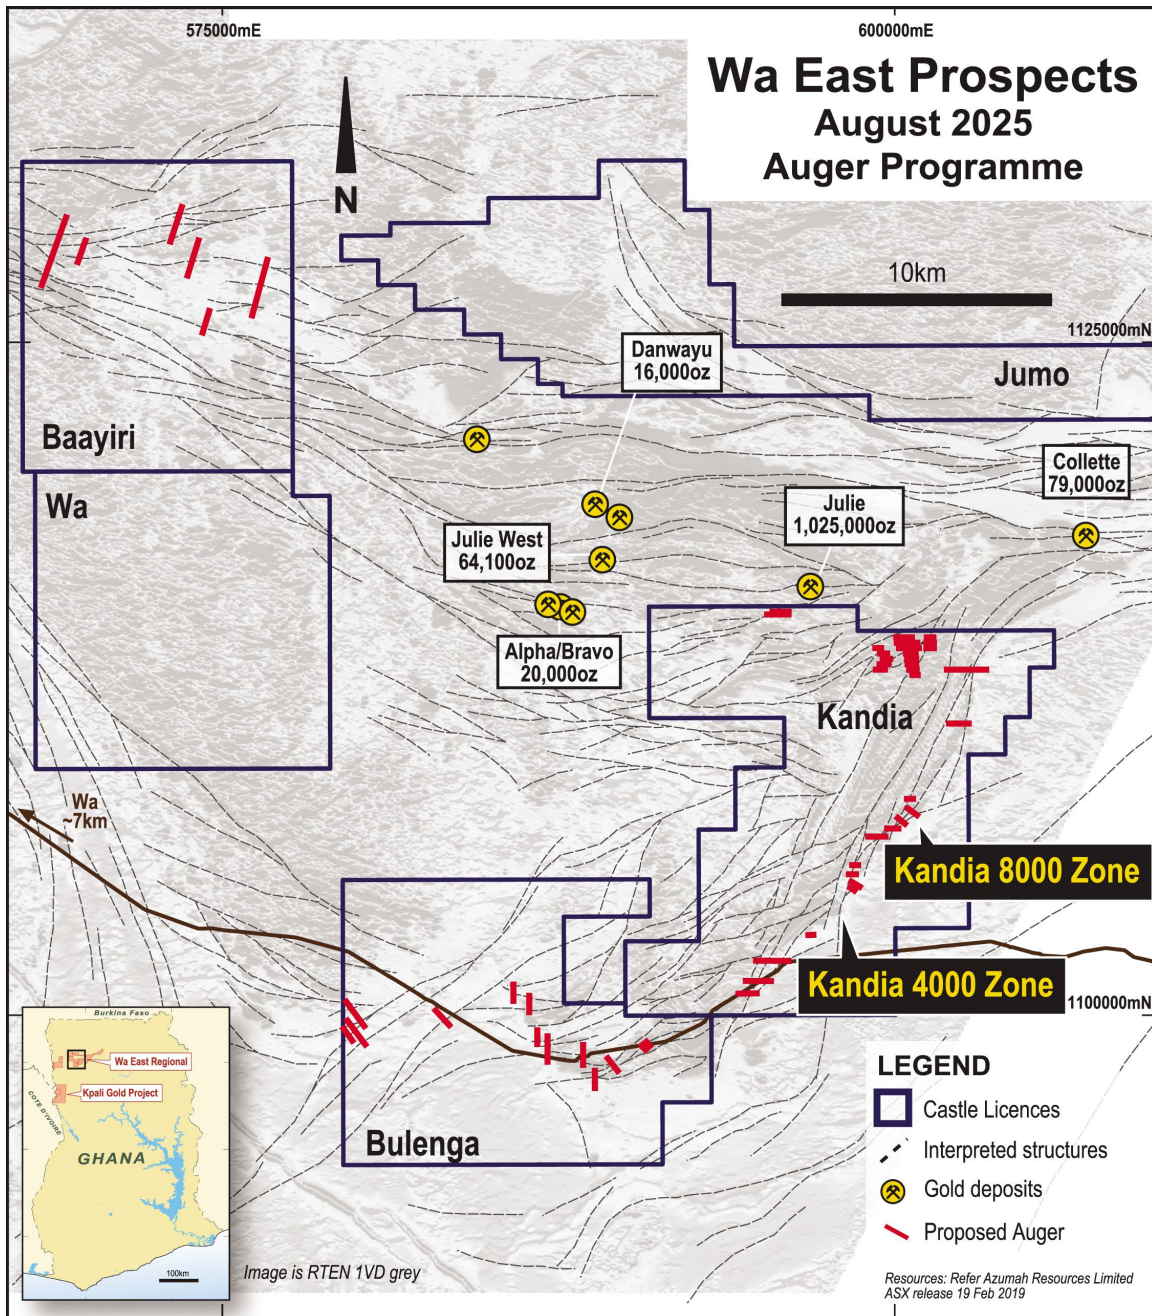 575000mE
600000mE
Wa East Prospects
August 2025
Auger Programme
N
10km
1125000mN
Danwayu
16,000oz
Jumo
Baayiri
Collette
79,000oz
Wa
Julie
1,025,000oz
Julie West
64,100oz
Alpha/Bravo
20,000oz
Kandia
Wa
~7km
Kandia 8000 Zone
Kandia 4000 Zone
1100000mN
Burkina Faso
Wa East Regional
Kpali Gold Project
COTE D'IVOIRE
GHANA
100km
Bulenga
LEGEND
Castle Licences
Interpreted structures
Gold deposits
Proposed Auger
Image is RTEN 1VD grey
Resources: Refer Azumah Resources Limited
ASX release 19 Feb 2019